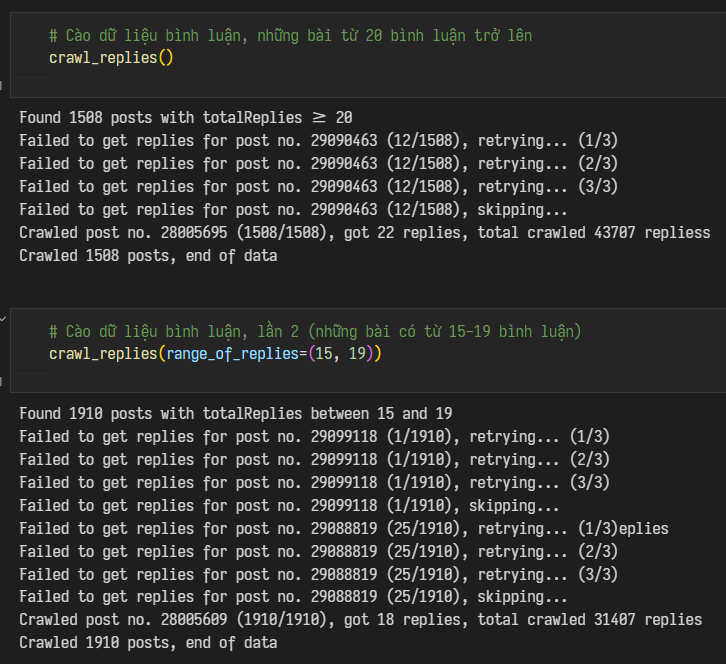 # Cào dữ liệu bình luận, những bài từ 20 bình luận trở lên
crawl_replies()
Found 1508 posts with totalReplies ≥ 20
Failed to get replies for post no. 29090463 (12/1508), retrying... (1/3)
Failed to get replies for post no. 29090463 (12/1508), retrying... (2/3)
Failed to get replies for post no. 29090463 (12/1508), retrying... (3/3)
Failed to get replies for post no. 29090463 (12/1508), skipping...
Crawled post no. 28005695 (1508/1508), got 22 replies, total crawled 43707 repliess
Crawled 1508 posts, end of data
# Cào dữ liệu bình luận, lần 2 (những bài có từ 15-19 bình luận)
crawl_replies(range_of_replies=(15, 19))
Found 1910 posts with totalReplies between 15 and 19
Failed to get replies for post no. 29099118 (1/1910), retrying... (1/3)
Failed to get replies for post no. 29099118 (1/1910), retrying... (2/3)
Failed to get replies for post no. 29099118 (1/1910), retrying... (3/3)
Failed to get replies for post no. 29099118 (1/1910), skipping...
Failed to get replies for post no. 29088819 (25/1910), retrying... (1/3)eplies
Failed to get replies for post no. 29088819 (25/1910), retrying... (2/3)
Failed to get replies for post no. 29088819 (25/1910), retrying... (3/3)
Failed to get replies for post no. 29088819 (25/1910), skipping...
Crawled post no. 28005609 (1910/1910), got 18 replies, total crawled 31407 replies
Crawled 1910 posts, end of data